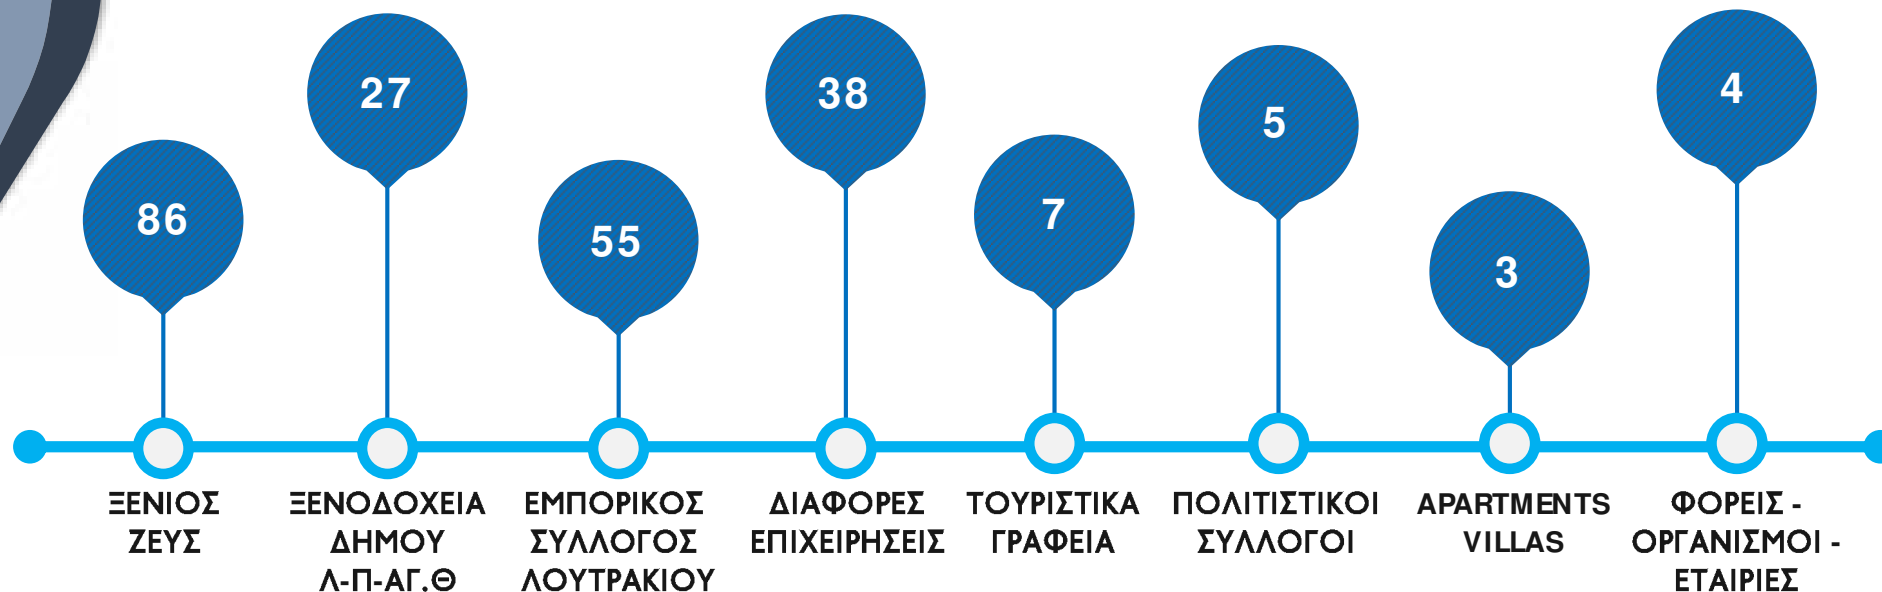 86
27
55
38
7
5
3
4
ΞΕΝΙΟΣ
ΖΕΥΣ
ΞΕΝΟΔΟΧΕΙΑ
ΔΗΜΟΥ
Λ-Π-ΑΓ.Θ
ΕΜΠΟΡΙΚΟΣ
ΣΥΛΛΟΓΟΣ
ΛΟΥΤΡΑΚΙΟΥ
ΔΙΑΦΟΡΕΣ
ΕΠΙΧΕΙΡΗΣΕΙΣ
ΤΟΥΡΙΣΤΙΚΑ
ΓΡΑΦΕΙΑ
ΠΟΛΙΤΙΣΤΙΚΟΙ
ΣΥΛΛΟΓΟΙ
APARTMENTS
VILLAS
ΦΟΡΕΙΣ -
ΟΡΓΑΝΙΣΜΟΙ -
ΕΤΑΙΡΙΕΣ